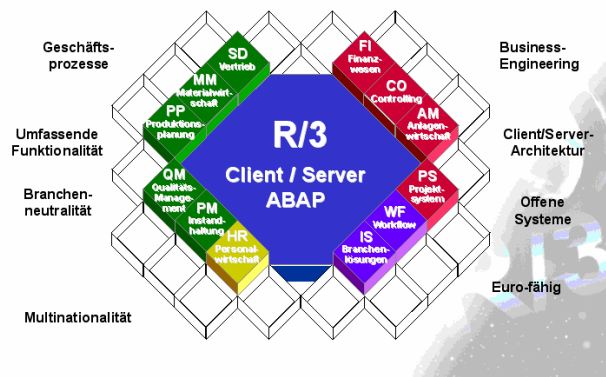 Geschäfts-
prozesse
Umfassende
Funktionalität
Branchen-
neutralität
Multinationalität
SD
Vertrieb
MM
Materialwirt-
schaft
PP
Produktions-
planung
QM
Qualitäts-
Manage-
ment
PM
Instand-
haltung
HR
Personal-
wirtschaft
R/3
Client / Server
ABAP
FI
Finanz-
wesen
CO
Controlling
AM
Anlagen-
wirtschaft
PS
Projekt-
system
WF
Workflow
IS
Branchen-
lösungen
Business-
Engineering
Client/Server-
Architektur
Offene
Systeme
Euro-fähig